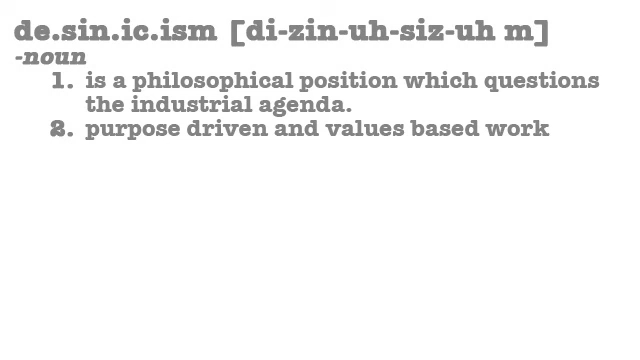 de.sin.ic.ism [di-zin-uh-siz-uh m]
-noun
1. is a philosophical position which questions
the industrial agenda.
2. purpose driven and values based work